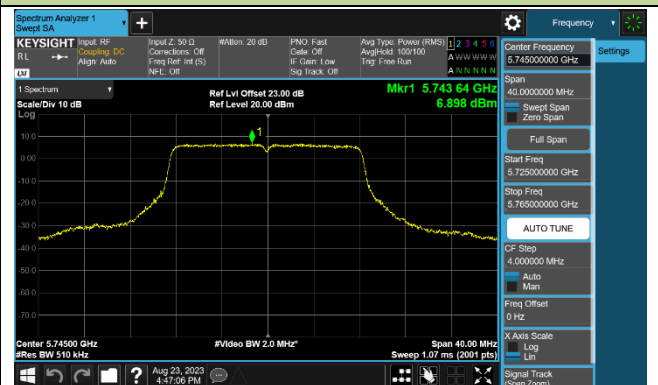 Spectrum Analyzer 1
Swept SA
Frequency
KEYSIGHT
RL
LXI
Input: RF
Coupling: DC
Align: Auto
Input Z: 50 Ω
Corrections: Off
Freq Ref: Int (S)
NFE: Off
#Atten: 20 dB
PNO: Fast
Gate: Off
IF Gain: Low
Sig Track: Off
Avg Type: Power (RMS)
Avg|Hold: 100/100
Trig: Free Run
1 2 3 4 5 6
A W W W W W
A N N N N N
1 Spectrum
Scale/Div 10 dB
Log
Ref Lvl Offset 23.00 dB
Ref Level 20.00 dBm
Mkr1 5.743 64 GHz
6.898 dBm
1
10.0
0.00
-10.0
-20.0
-30.0
-40.0
-50.0
-60.0
-70.0
Center 5.74500 GHz
#Res BW 510 kHz
#Video BW 2.0 MHz*
Span 40.00 MHz
Sweep 1.07 ms (2001 pts)
Aug 23, 2023
4:47:06 PM
Center Frequency
5.745000000 GHz
Settings
Span
40.0000000 MHz
Swept Span
Zero Span
Full Span
Start Freq
5.725000000 GHz
Stop Freq
5.765000000 GHz
AUTO TUNE
CF Step
4.000000 MHz
Auto
Man
Freq Offset
0 Hz
X Axis Scale
Log
Lin
Signal Track
(Span Zoom)